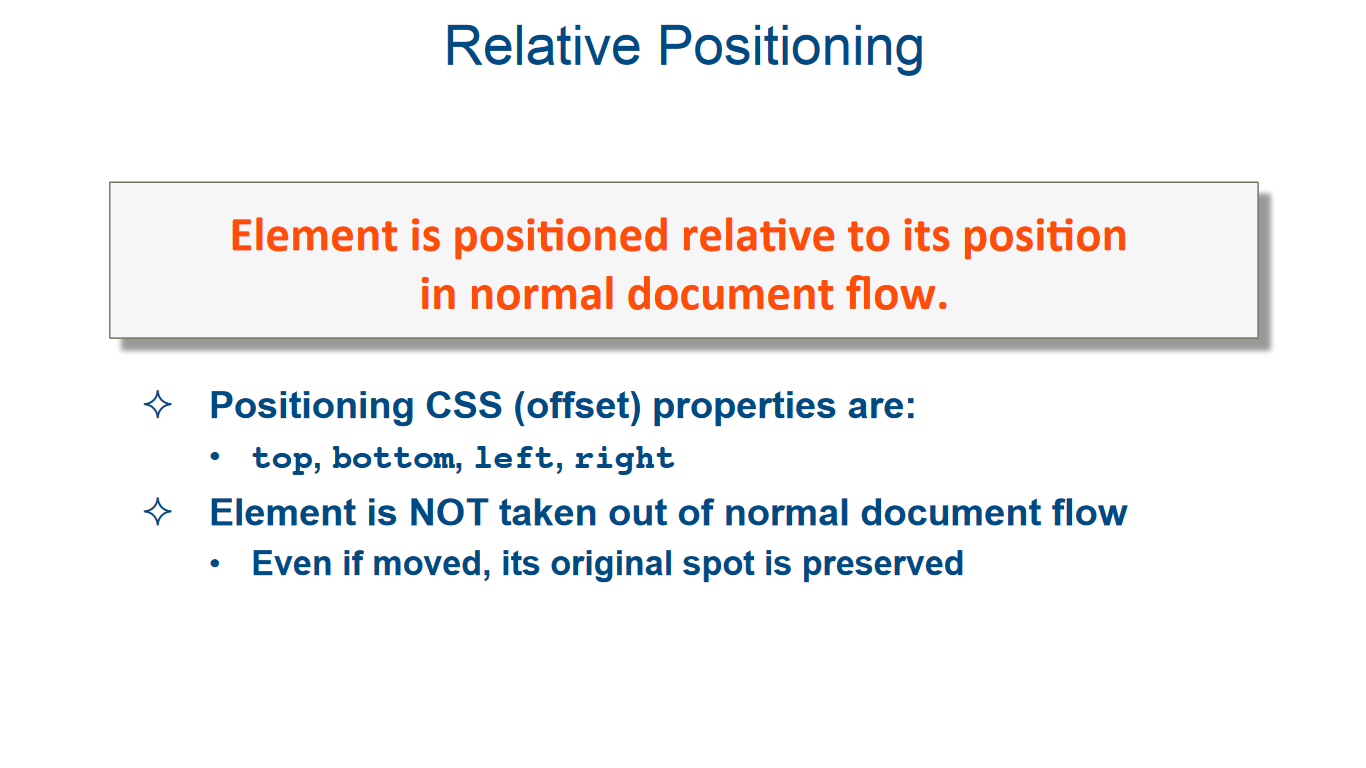 Relative Positioning
Element is positioned relative to its position
in normal document flow.
✧ Positioning CSS (offset) properties are:
• top, bottom, left, right
✧ Element is NOT taken out of normal document flow
• Even if moved, its original spot is preserved